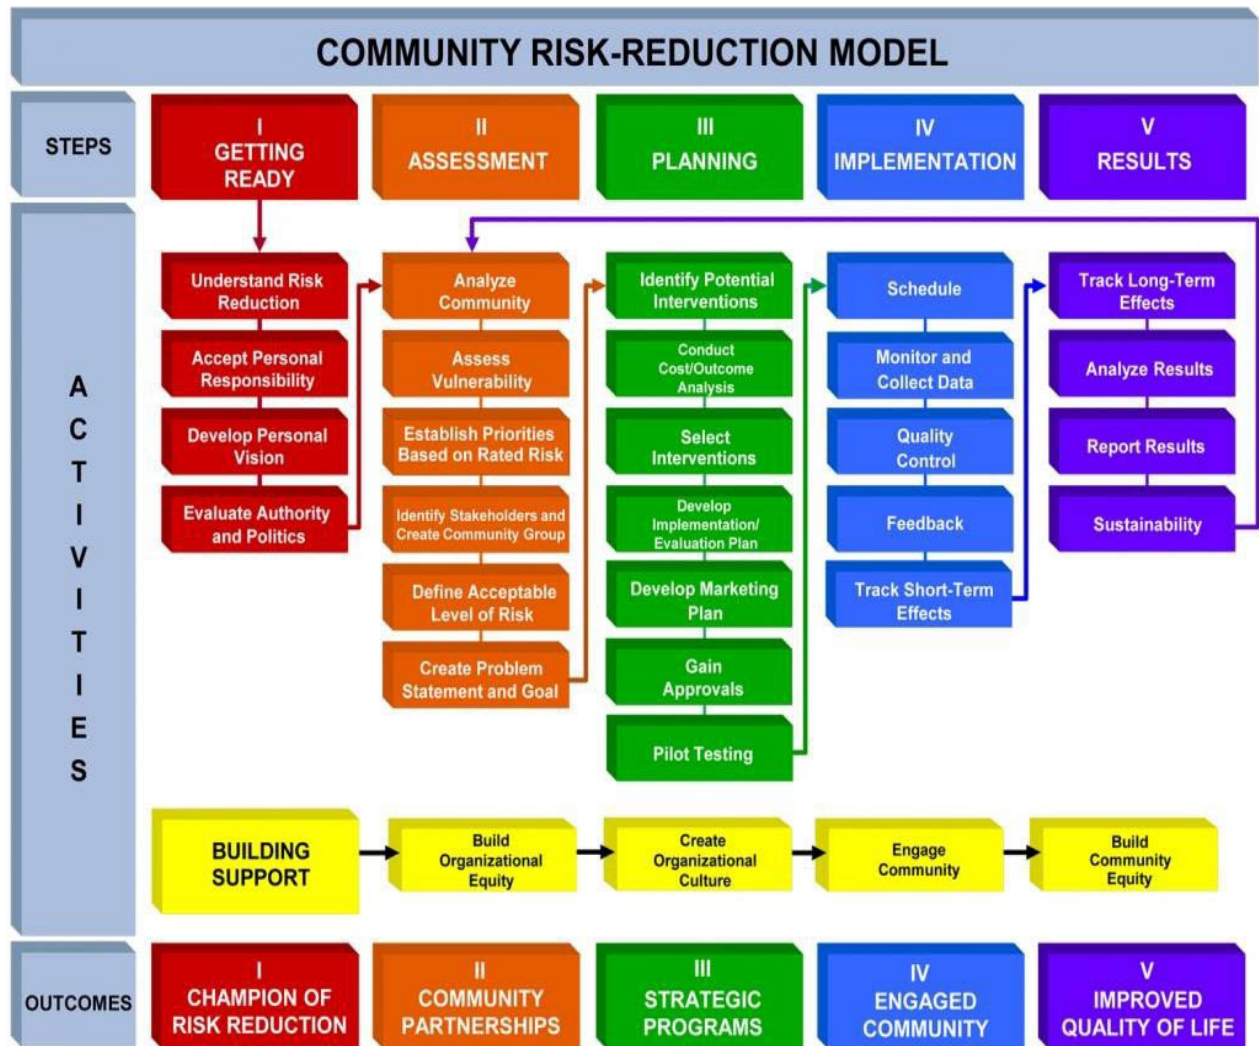 COMMUNITY RISK-REDUCTION MODEL
STEPS
I
GETTING
READY
II
ASSESSMENT
III
PLANNING
IV
IMPLEMENTATION
V
RESULTS
ACTIVITIES
Understand Risk
Reduction
Accept Personal
Responsibility
Develop Personal
Vision
Evaluate Authority
and Politics
Analyze
Community
Assess
Vulnerability
Establish Priorities
Based on Rated Risk
Identify Stakeholders and
Create Community Group
Define Acceptable
Level of Risk
Create Problem
Statement and Goal
Identify Potential
Interventions
Conduct
Cost/Outcome
Analysis
Select
Interventions
Develop
Implementation/
Evaluation Plan
Develop Marketing
Plan
Gain
Approvals
Pilot Testing
Schedule
Monitor and
Collect Data
Quality
Control
Feedback
Track Short-Term
Effects
Track Long-Term
Effects
Analyze Results
Report Results
Sustainability
BUILDING
SUPPORT
Build
Organizational
Equity
Create
Organizational
Culture
Engage
Community
Build
Community
Equity
OUTCOMES
I
CHAMPION OF
RISK REDUCTION
II
COMMUNITY
PARTNERSHIPS
III
STRATEGIC
PROGRAMS
IV
ENGAGED
COMMUNITY
V
IMPROVED
QUALITY OF LIFE